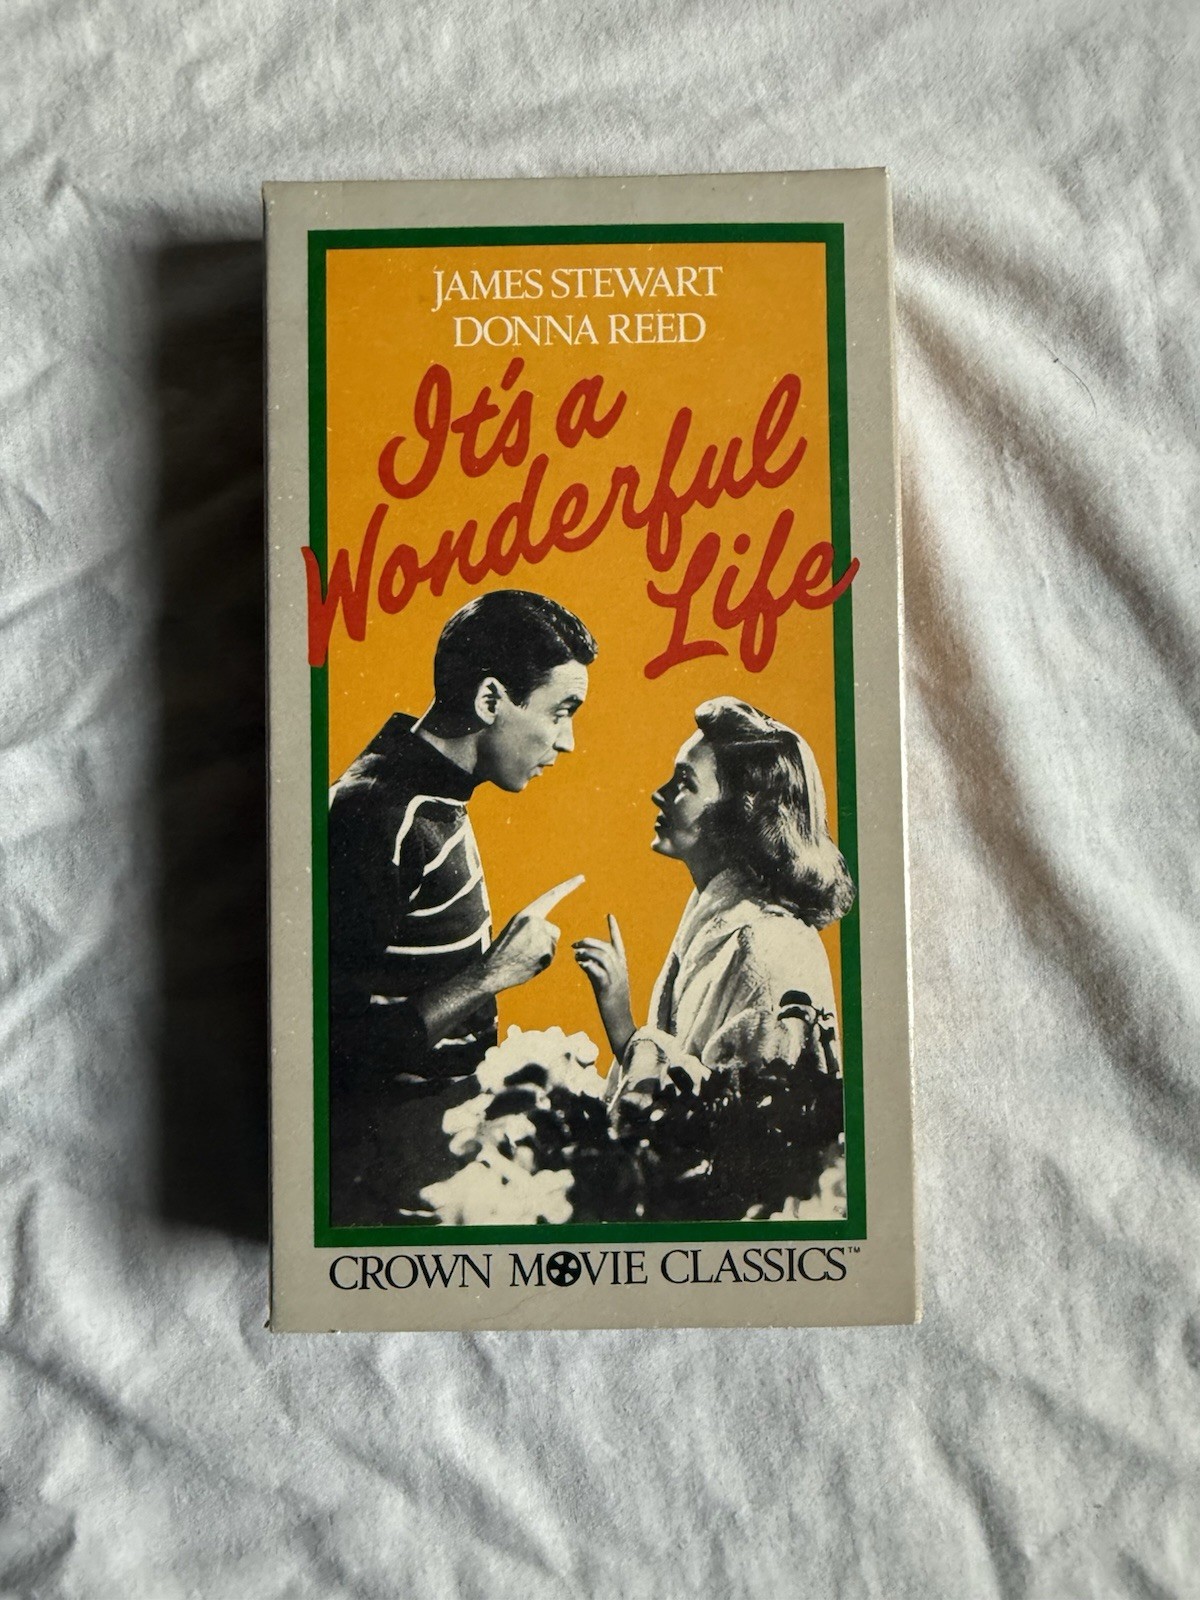 JAMES STEWART
DONNA REED
It's a
Wonderful
Life
CROWN MOVIE CLASSICS™